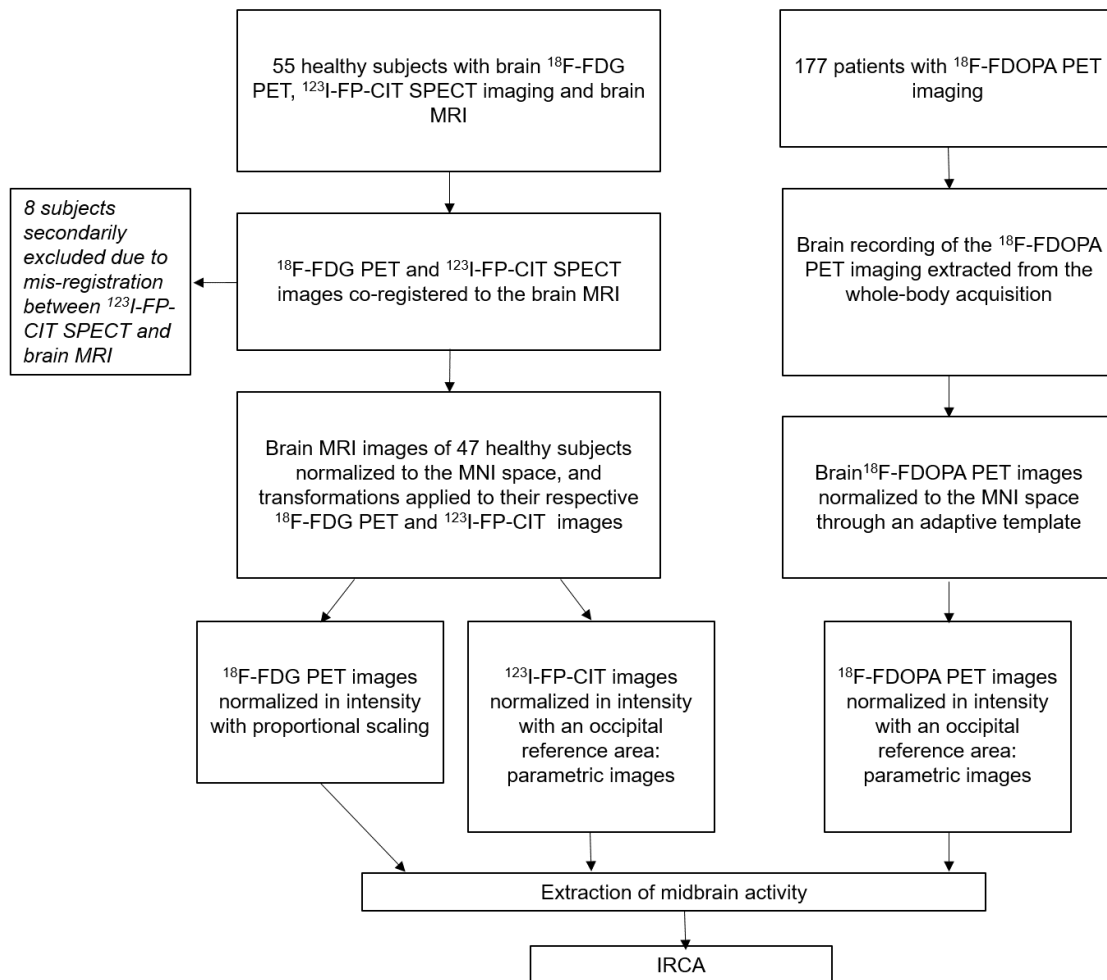 55 healthy subjects with brain ¹⁸F-FDG
PET, ¹²³I-FP-CIT SPECT imaging and brain
MRI
177 patients with ¹⁸F-FDOPA PET
imaging
8 subjects
secondarily
excluded due to
mis-registration
between ¹²³I-FP-
CIT SPECT and
brain MRI
¹⁸F-FDG PET and ¹²³I-FP-CIT SPECT
images co-registered to the brain MRI
Brain recording of the ¹⁸F-FDOPA
PET imaging extracted from the
whole-body acquisition
Brain MRI images of 47 healthy subjects
normalized to the MNI space, and
transformations applied to their respective
¹⁸F-FDG PET and ¹²³I-FP-CIT images
Brain¹⁸F-FDOPA PET images
normalized to the MNI space
through an adaptive template
¹⁸F-FDG PET images
normalized in intensity
with proportional scaling
¹²³I-FP-CIT images
normalized in intensity
with an occipital
reference area:
parametric images
¹⁸F-FDOPA PET images
normalized in intensity
with an occipital
reference area:
parametric images
Extraction of midbrain activity
IRCA